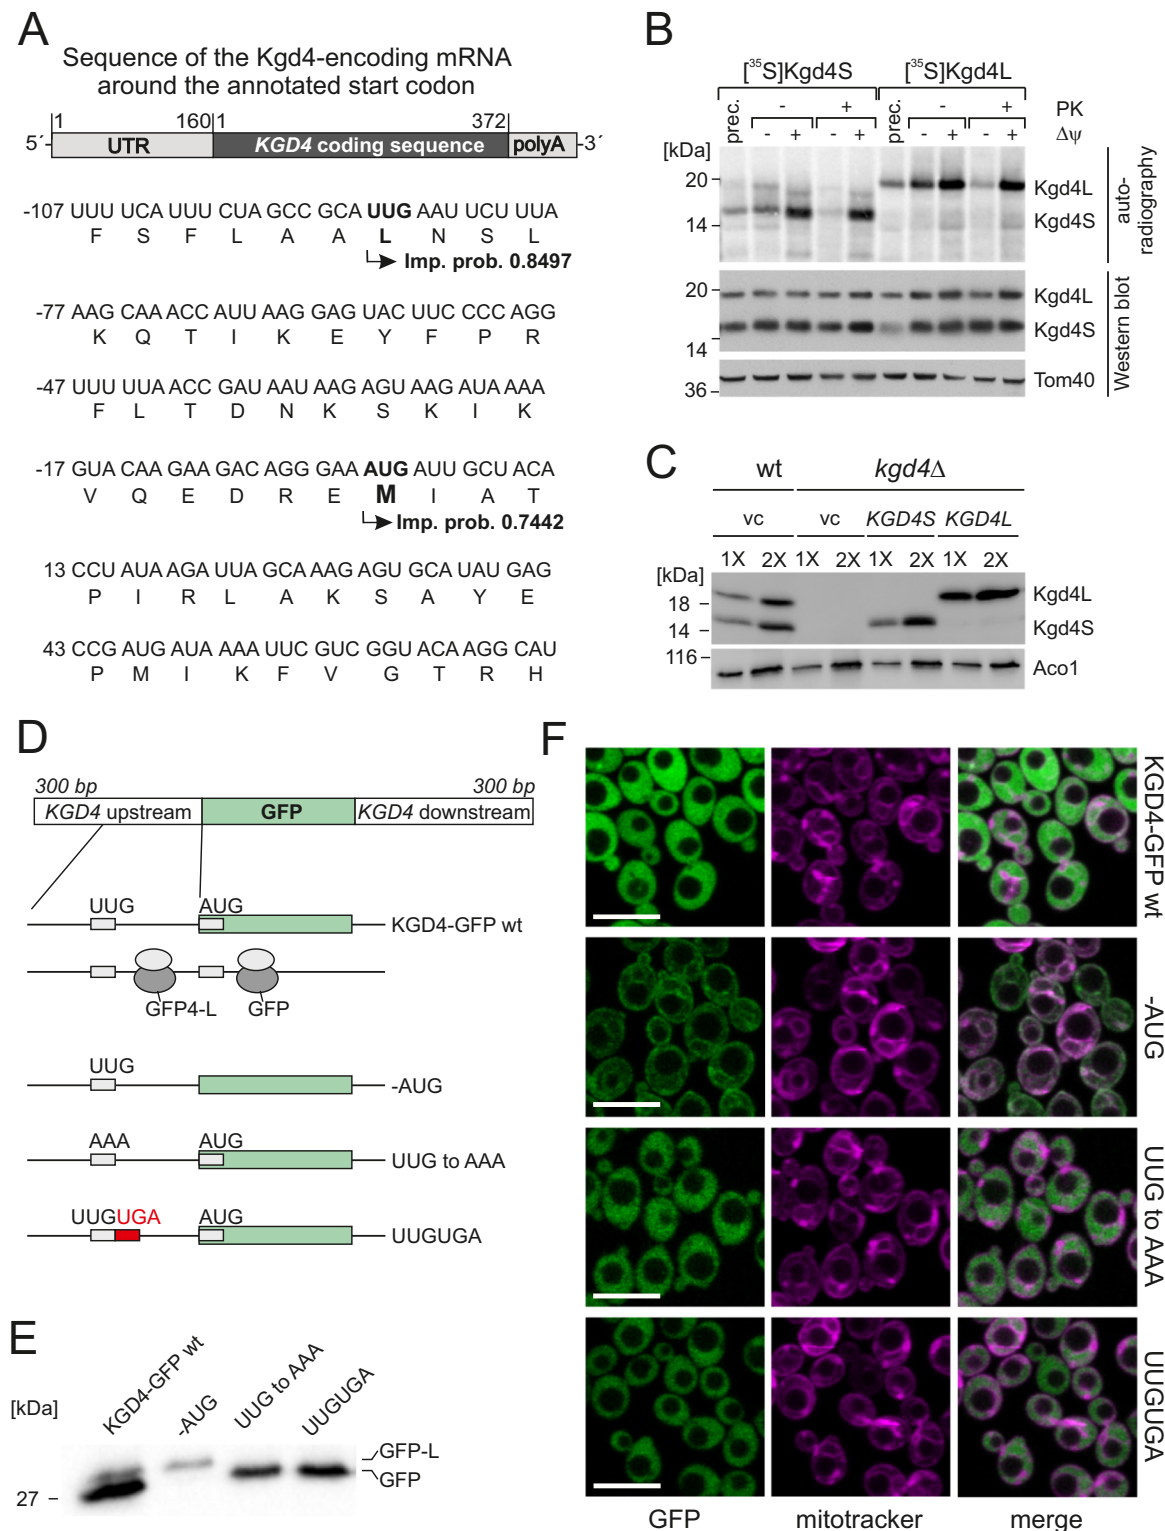 A
Sequence of the Kgd4-encoding mRNA
around the annotated start codon
1 160 1 372
5´ UTR KGD4 coding sequence polyA -3´
-107 UUU UCA UUU CUA GCC GCA UUG AAU UCU UUA
F S F L A A L N S L
Imp. prob. 0.8497
-77 AAG CAA ACC AUU AAG GAG UAC UUC CCC AGG
K Q T I K E Y F P R
-47 UUU UUA ACC GAU AAU AAG AGU AAG AUA AAA
F L T D N K S K I K
-17 GUA CAA GAA GAC AGG GAA AUG AUU GCU ACA
V Q E D R E M I A T
Imp. prob. 0.7442
13 CCU AUA AGA UUA GCA AAG AGU GCA UAU GAG
P I R L A K S A Y E
43 CCG AUG AUA AAA UUC GUC GGU ACA AGG CAU
P M I K F V G T R H
B
[35S]Kgd4S [35S]Kgd4L
prec. - + prec. - + PK
- + - + - + - + Δψ
[kDa]
20 Kgd4L
14 Kgd4S
auto-
radiography
20 Kgd4L
Kgd4S
14
36 Tom40
Western blot
C
wt kgd4Δ
vc vc KGD4S KGD4L
1X 2X 1X 2X 1X 2X 1X 2X
[kDa]
18 Kgd4L
14 Kgd4S
116 Aco1
D
300 bp 300 bp
KGD4 upstream GFP KGD4 downstream
UUG AUG
KGD4-GFP wt
GFP4-L GFP
UUG
-AUG
AAA AUG
UUG to AAA
UUGUGA AUG
UUGUGA
E
KGD4-GFP wt -AUG UUG to AAA UUGUGA
[kDa]
GFP-L
GFP
27
F
KGD4-GFP wt
-AUG
UUG to AAA
UUGUGA
GFP mitotracker merge